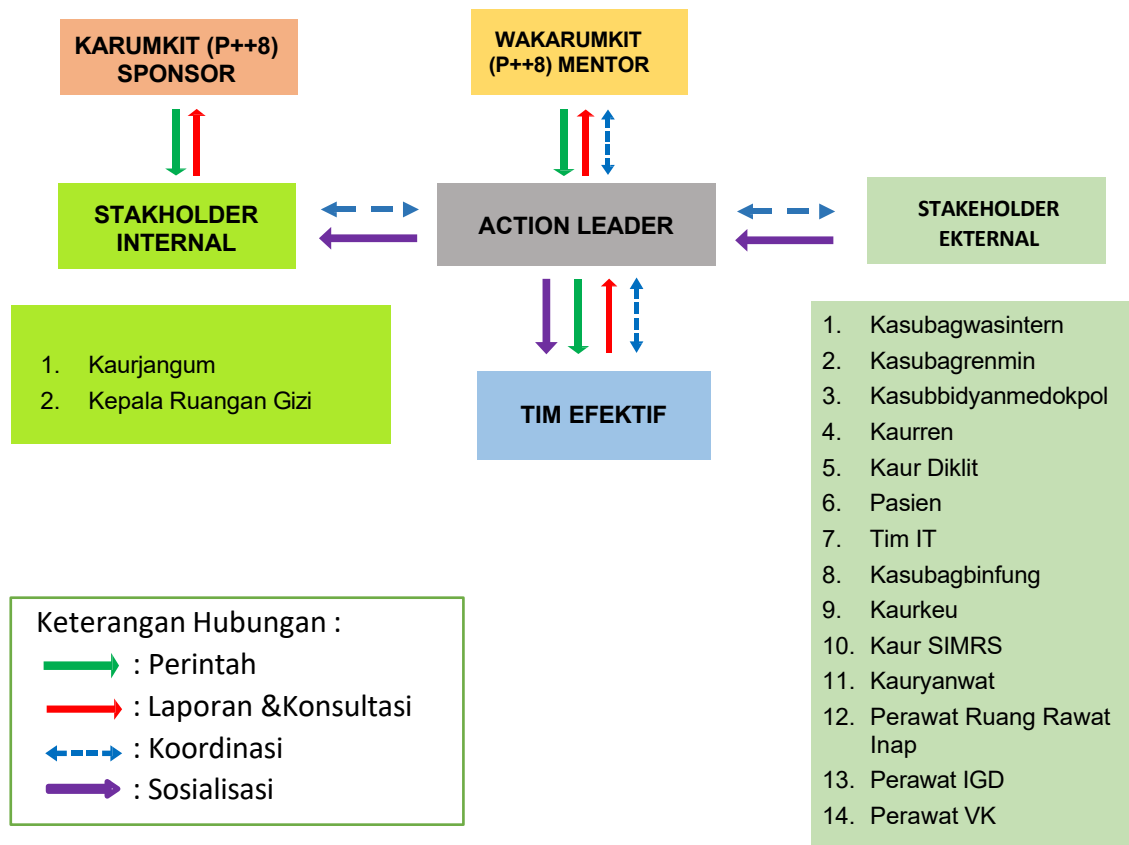 KARUMKIT (P++8)
SPONSOR
WAKARUMKIT
(P++8) MENTOR
STAKHOLDER
INTERNAL
ACTION LEADER
STAKEHOLDER
EKTERNAL
1. Kaurjangum
2. Kepala Ruangan Gizi
TIM EFEKTIF
1. Kasubagwasintern
2. Kasubagrenmin
3. Kasubbidyanmedokpol
4. Kaurren
5. Kaur Diklit
6. Pasien
7. Tim IT
8. Kasubagbinfung
9. Kaurkeu
10. Kaur SIMRS
11. Kauryanwat
12. Perawat Ruang Rawat
Inap
13. Perawat IGD
14. Perawat VK
Keterangan Hubungan :
: Perintah
: Laporan &Konsultasi
: Koordinasi
: Sosialisasi